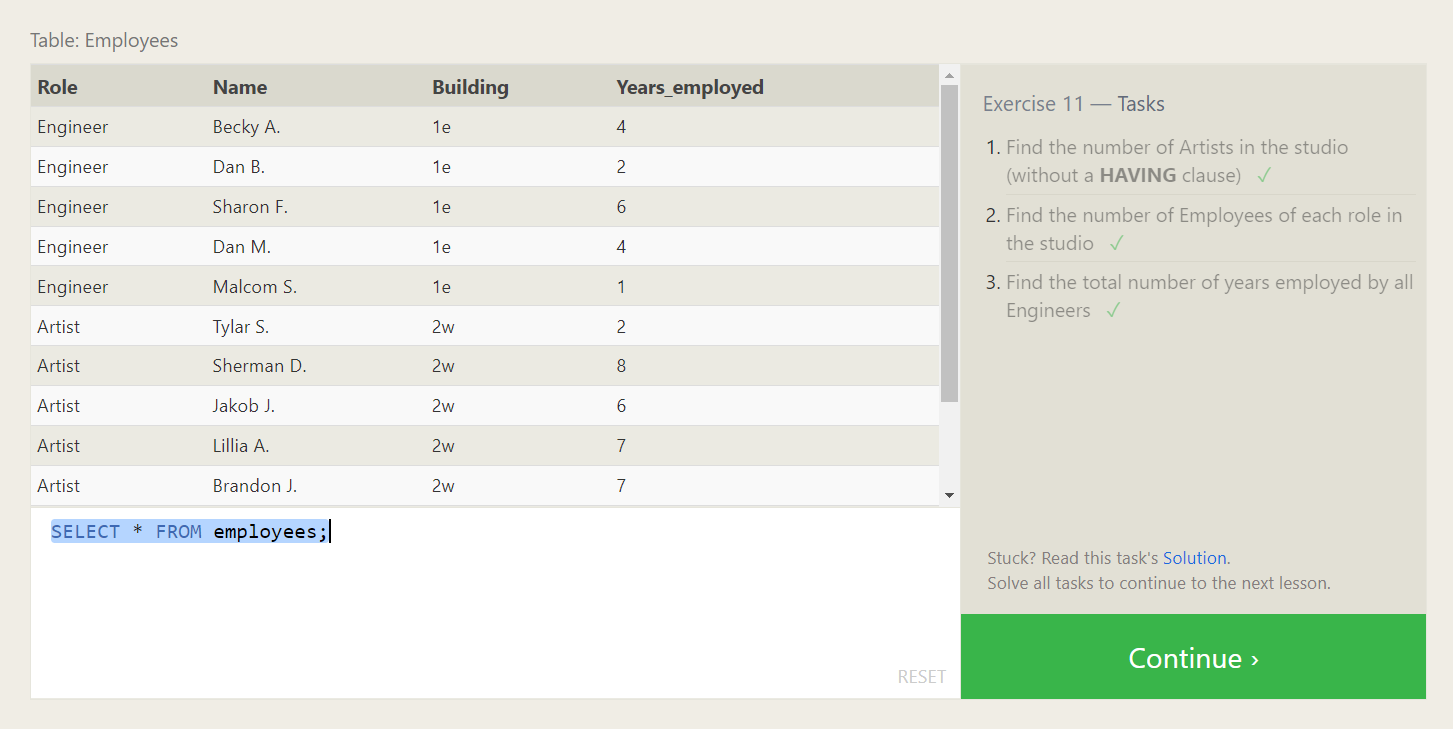 Table: Employees
Role Name Building Years_employed
Engineer Becky A. 1e 4
Engineer Dan B. 1e 2
Engineer Sharon F. 1e 6
Engineer Dan M. 1e 4
Engineer Malcom S. 1e 1
Artist Tylar S. 2w 2
Artist Sherman D. 2w 8
Artist Jakob J. 2w 6
Artist Lillia A. 2w 7
Artist Brandon J. 2w 7
SELECT * FROM employees;
RESET
Exercise 11 — Tasks
1. Find the number of Artists in the studio
(without a HAVING clause) ✓
2. Find the number of Employees of each role in
the studio ✓
3. Find the total number of years employed by all
Engineers ✓
Stuck? Read this task's Solution.
Solve all tasks to continue to the next lesson.
Continue ›